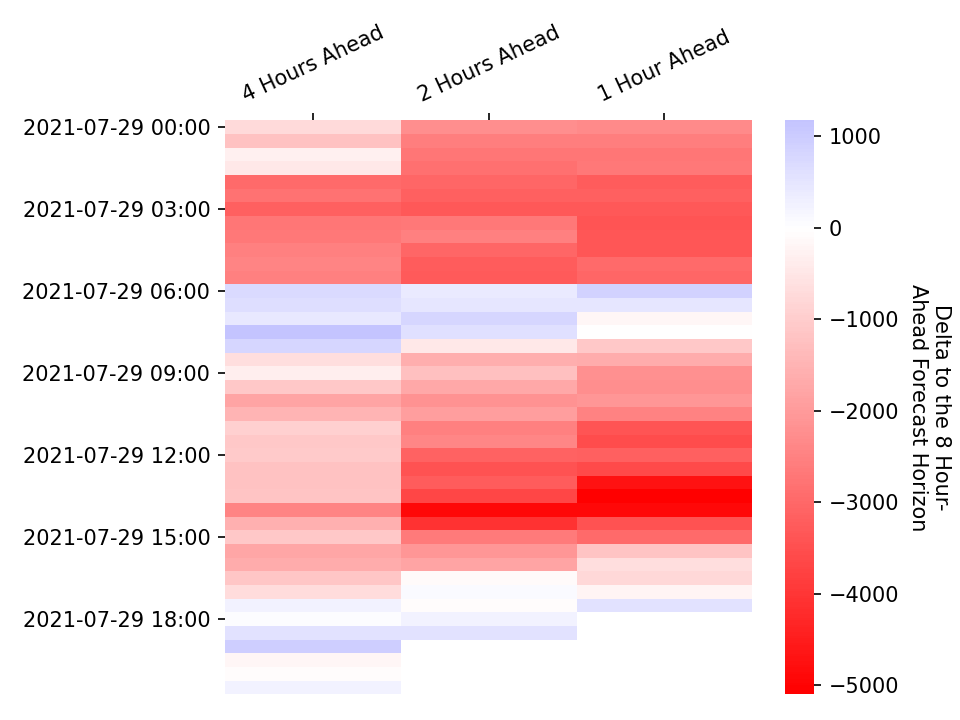 4 Hours Ahead
2 Hours Ahead
1 Hour Ahead
2021-07-29 00:00
2021-07-29 03:00
2021-07-29 06:00
2021-07-29 09:00
2021-07-29 12:00
2021-07-29 15:00
2021-07-29 18:00
1000
0
−1000
−2000
−3000
−4000
−5000
Delta to the 8 Hour-
Ahead Forecast Horizon